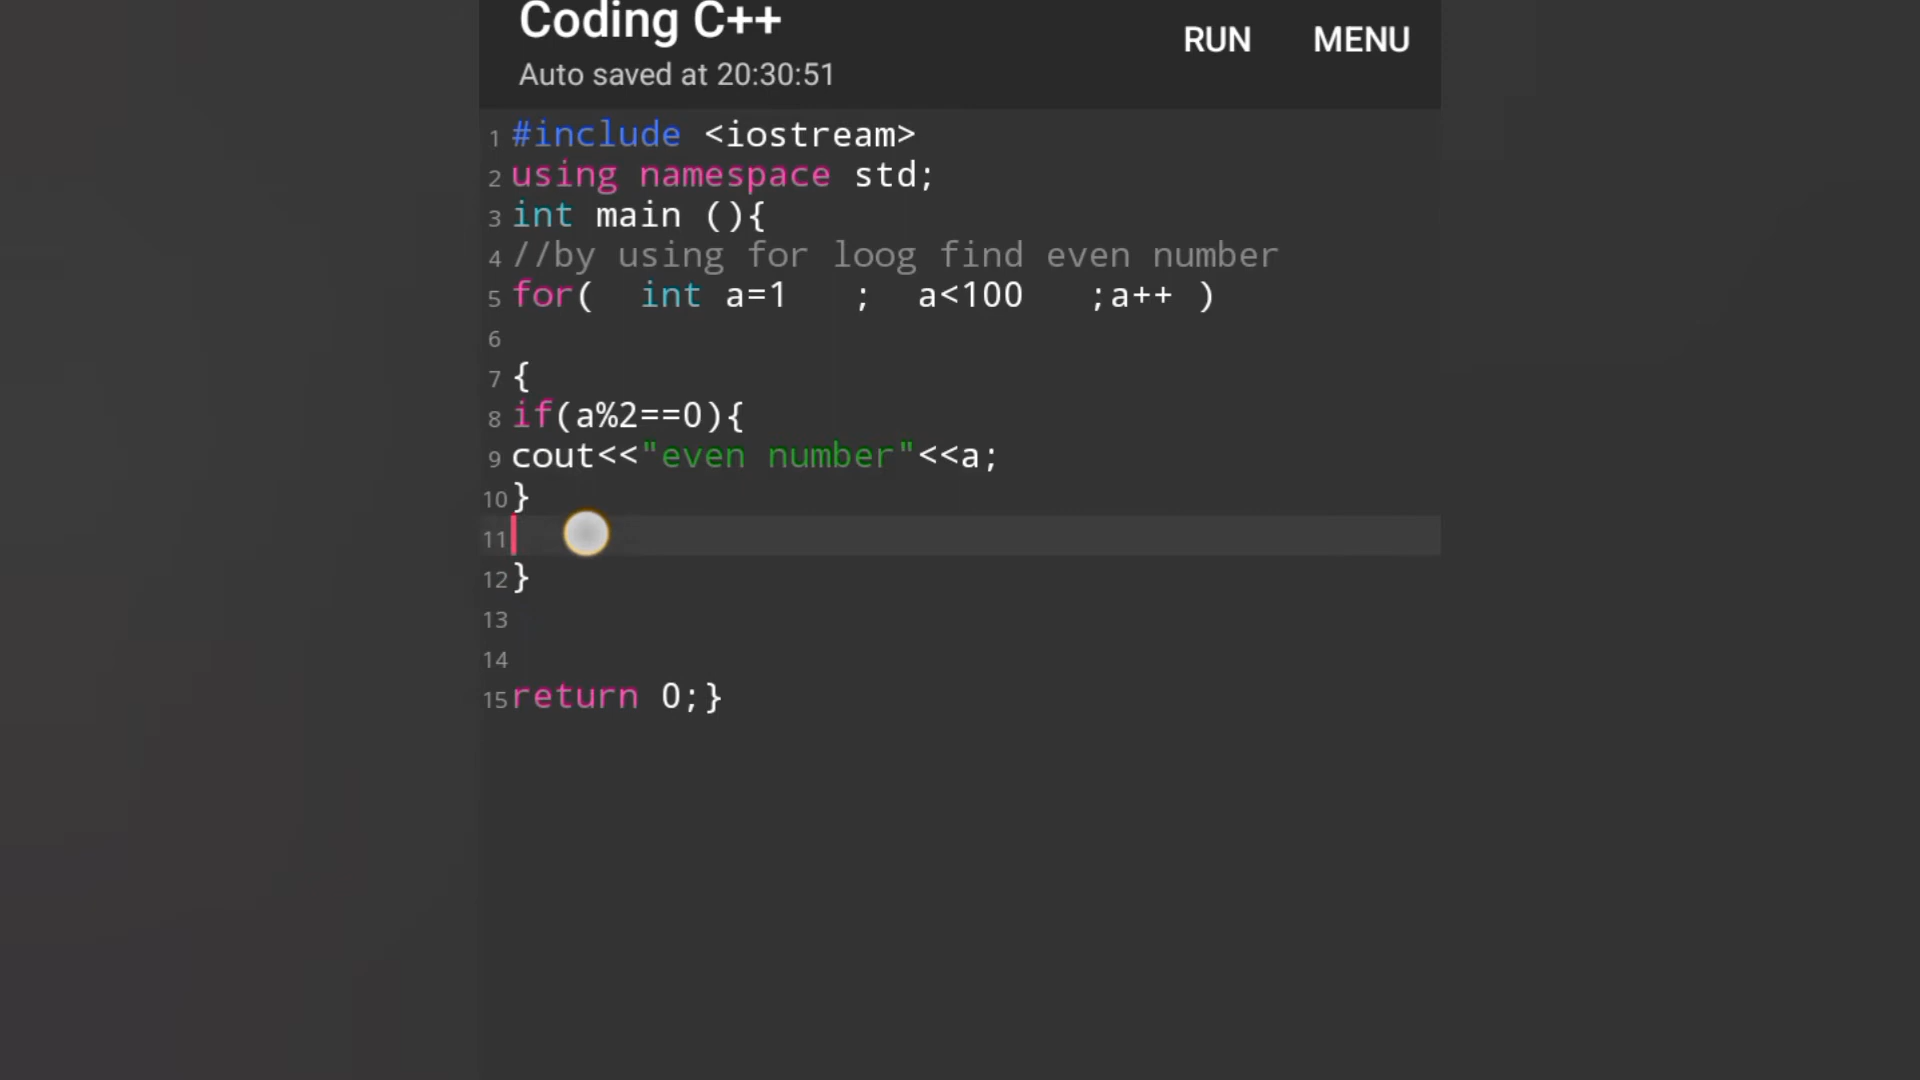 Coding C++
RUN MENU
Auto saved at 20:30:51
1 #include <iostream>
2 using namespace std;
3 int main (){
4 //by using for loog find even number
5 for(  int a=1   ;  a<100   ;a++ )
6
7 {
8 if(a%2==0){
9 cout<<"even number"<<a;
10 }
11
12 }
13
14
15 return 0;}